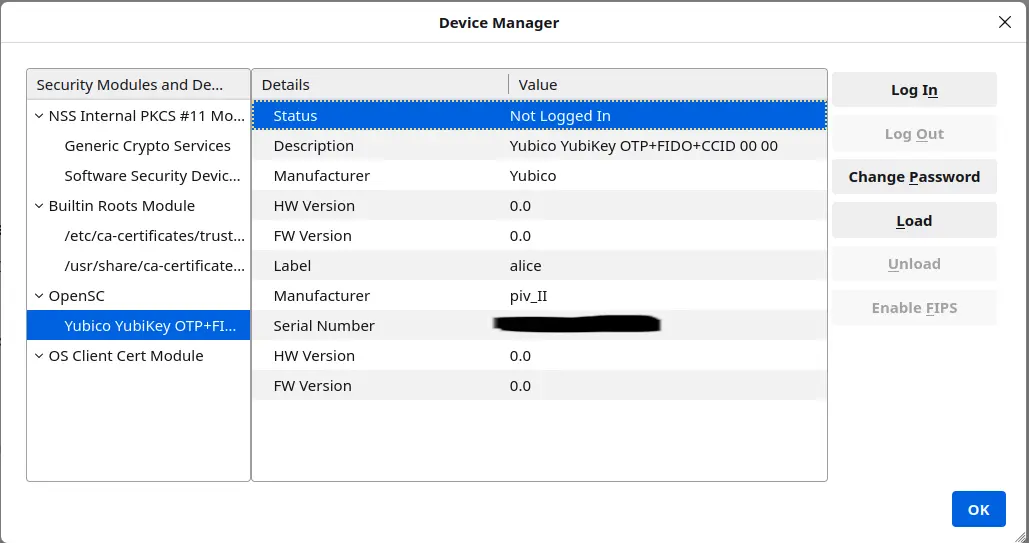 Device Manager
Security Modules and De...
Details Value
Log In
NSS Internal PKCS #11 Mo...
Status Not Logged In
Generic Crypto Services
Description Yubico YubiKey OTP+FIDO+CCID 00 00
Log Out
Software Security Devic...
Manufacturer Yubico
Change Password
Builtin Roots Module
HW Version 0.0
Load
/etc/ca-certificates/trust...
FW Version 0.0
/usr/share/ca-certificate...
Label alice
Unload
OpenSC
Manufacturer piv_II
Enable FIPS
Yubico YubiKey OTP+FI...
Serial Number
OS Client Cert Module
HW Version 0.0
FW Version 0.0
OK